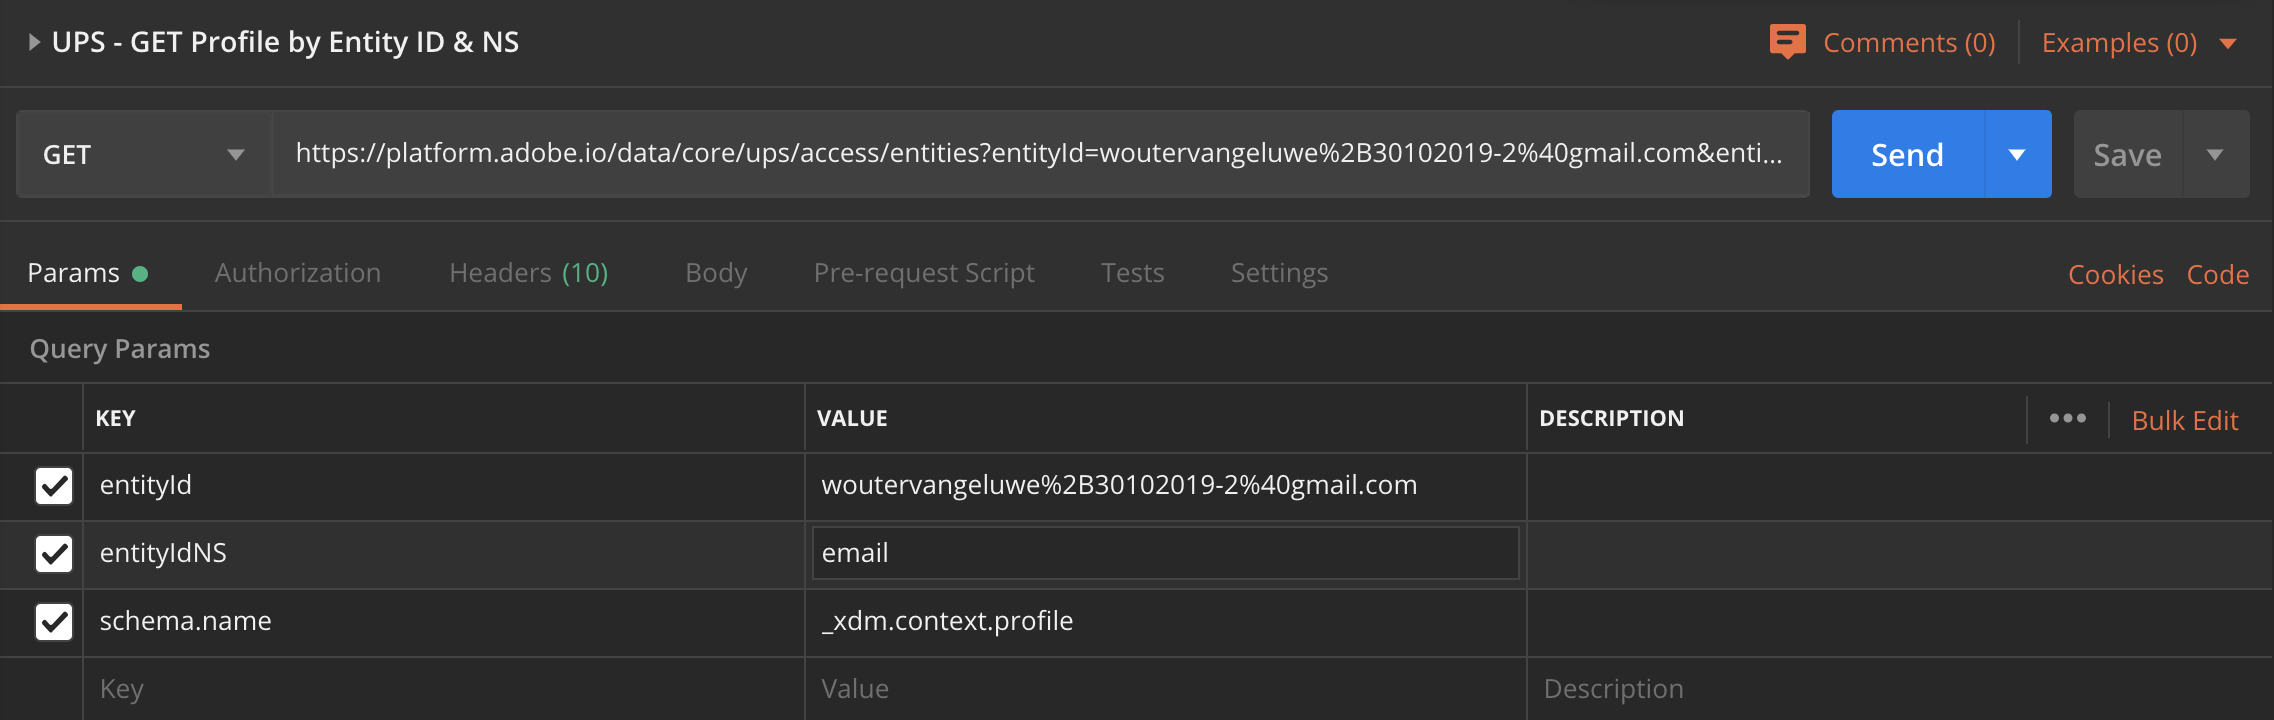 UPS - GET Profile by Entity ID & NS
Comments (0) Examples (0)
GET https://platform.adobe.io/data/core/ups/access/entities?entityId=woutervangeluwe%2B30102019-2%40gmail.com&enti... Send Save
Params Authorization Headers (10) Body Pre-request Script Tests Settings Cookies Code
Query Params
KEY VALUE DESCRIPTION ••• Bulk Edit
entityId woutervangeluwe%2B30102019-2%40gmail.com
entityIdNS email
schema.name _xdm.context.profile
Key Value Description